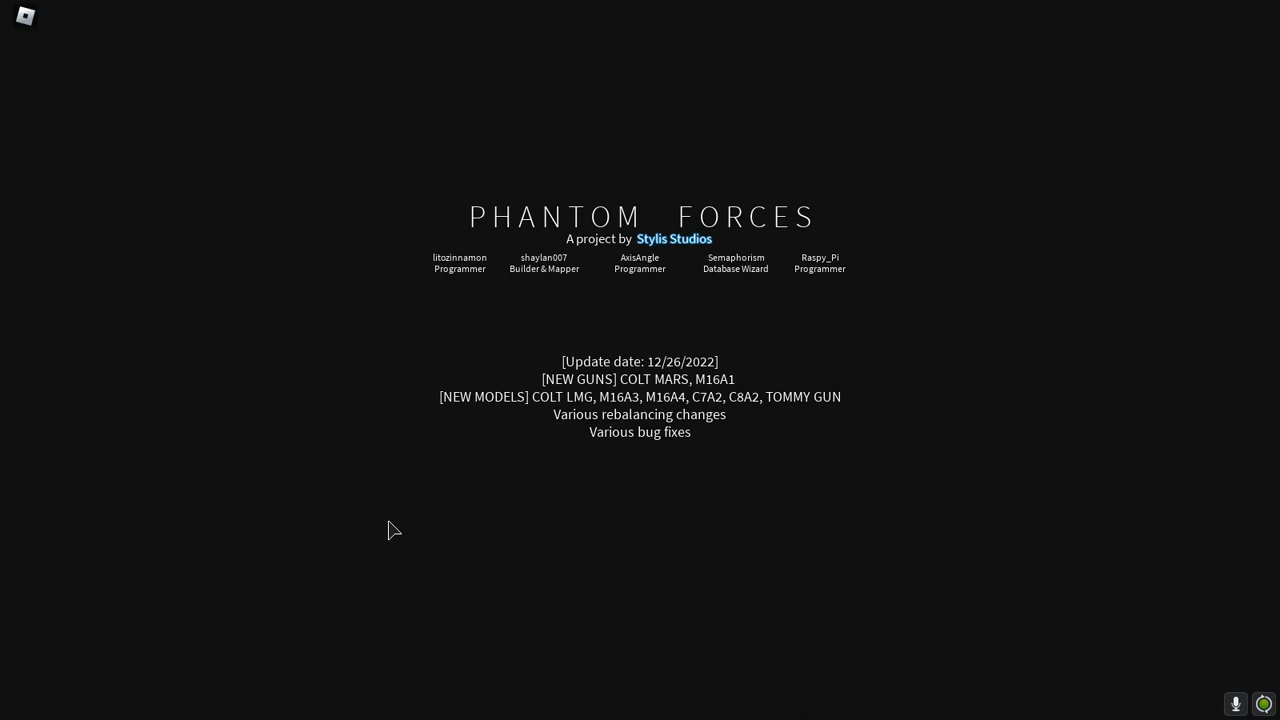 PHANTOM FORCES
A project by Stylis Studios
litozinnamon shaylan007 AxisAngle Semaphorism Raspy_Pi
Programmer Builder & Mapper Programmer Database Wizard Programmer
[Update date: 12/26/2022]
[NEW GUNS] COLT MARS, M16A1
[NEW MODELS] COLT LMG, M16A3, M16A4, C7A2, C8A2, TOMMY GUN
Various rebalancing changes
Various bug fixes